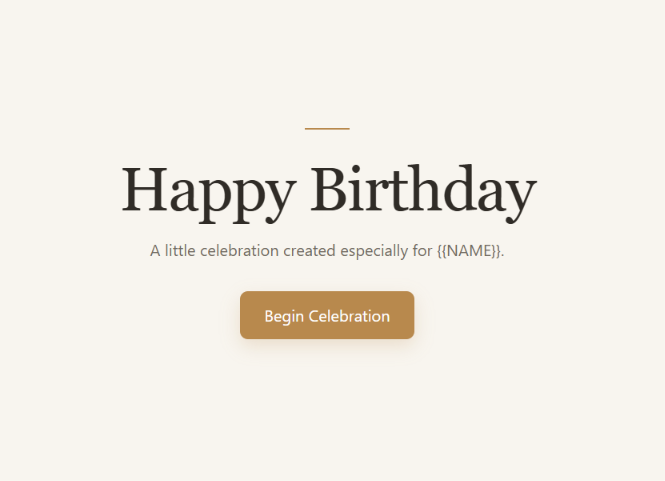 Happy Birthday
A little celebration created especially for {{NAME}}.
Begin Celebration